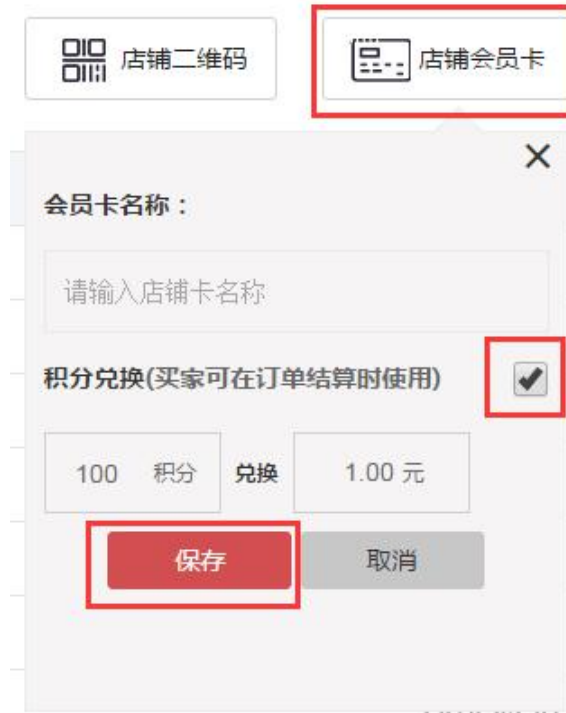 店铺二维码 店铺会员卡
会员卡名称：
请输入店铺卡名称
积分兑换(买家可在订单结算时使用)
100 积分 兑换 1.00 元
保存 取消